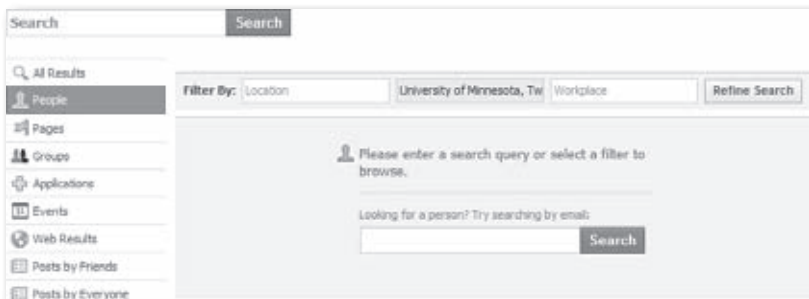 Search Search
All Results
People
Pages
Groups
Applications
Events
Web Results
Posts by Friends
Posts by Everyone
Filter By: Location University of Minnesota, Tw Workplace Refine Search
Please enter a search query or select a filter to
browse.
Looking for a person? Try searching by email:
Search